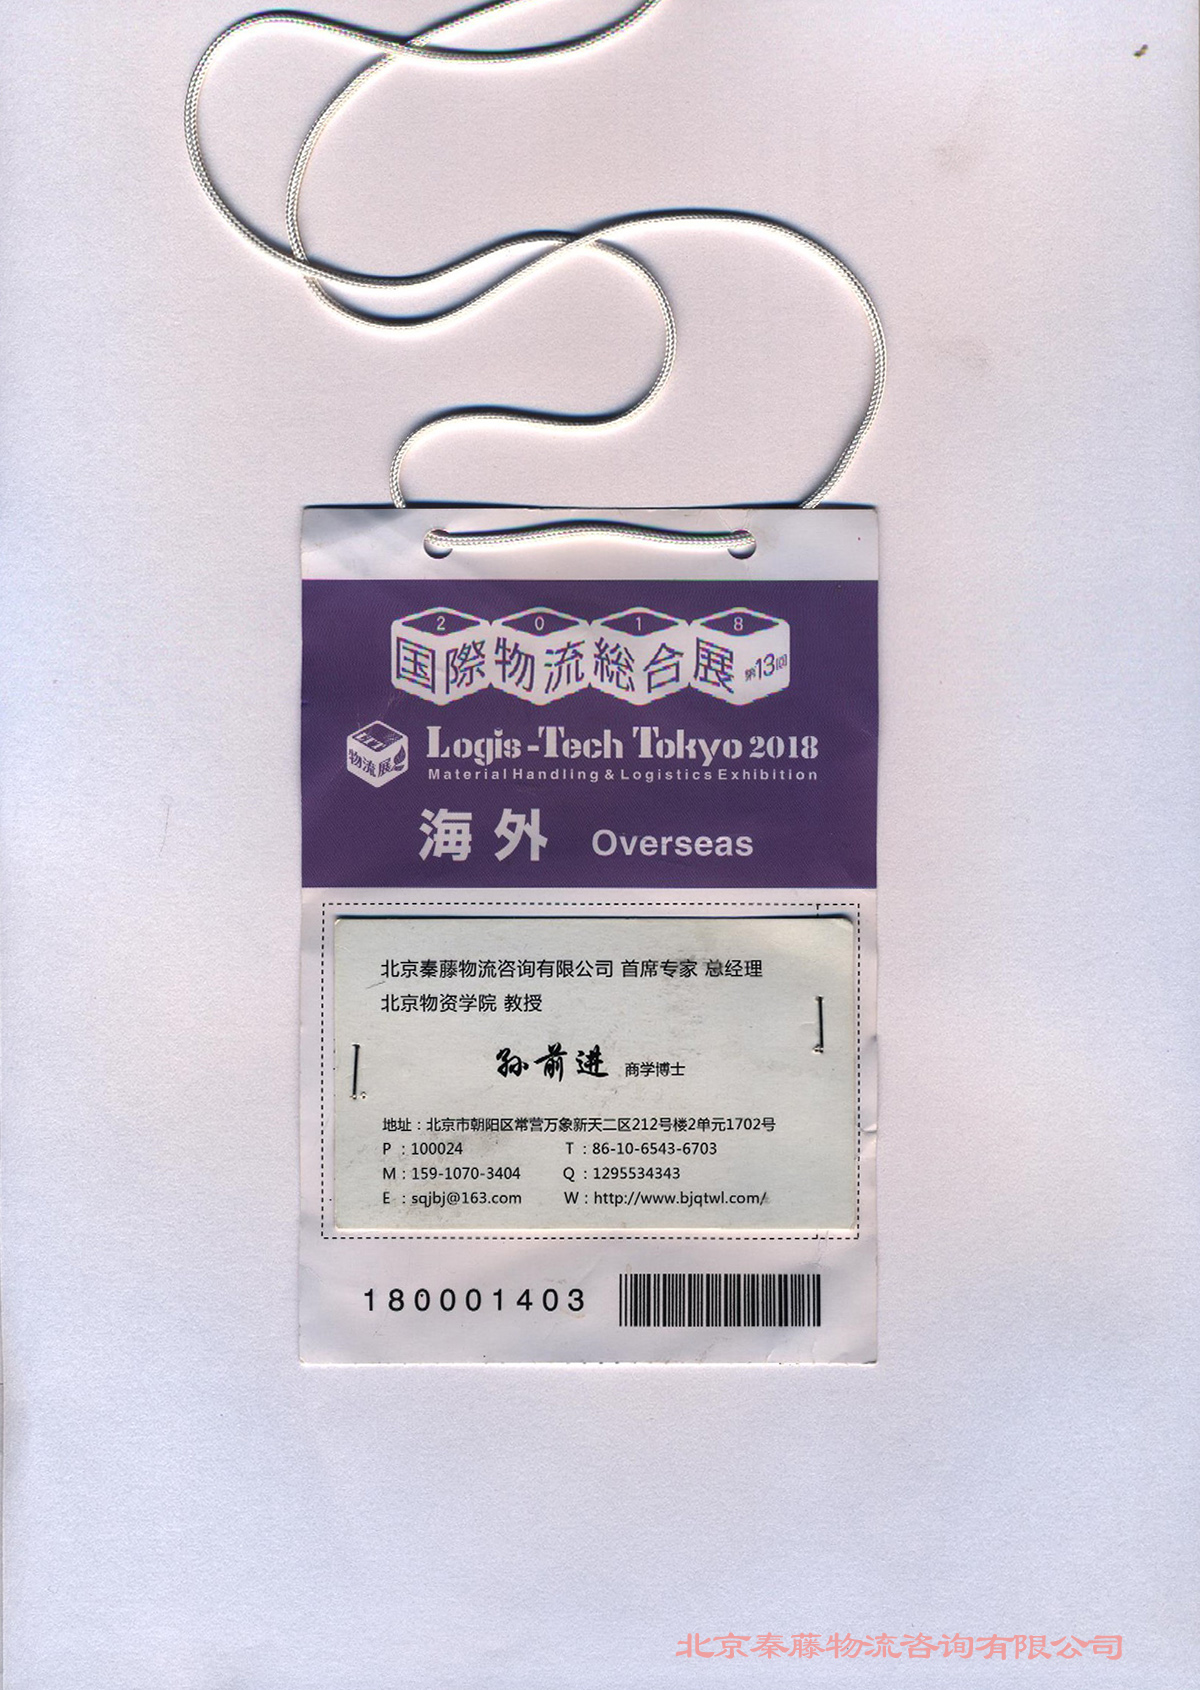 2 0 1 8
国際物流総合展 第13回
物流展
Logis-Tech Tokyo 2018
Material Handling & Logistics Exhibition
海外 Overseas
北京秦藤物流咨询有限公司 首席专家 总经理
北京物资学院 教授
孙前进 商学博士
地址：北京市朝阳区常营万象新天二区212号楼2单元1702号
P ：100024 T ：86-10-6543-6703
M：159-1070-3404 Q ：1295534343
E ：sqjbj@163.com W：http://www.bjqtwl.com/
180001403
北京秦藤物流咨询有限公司